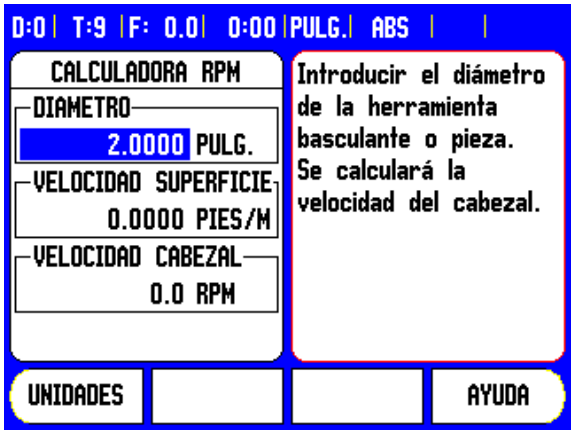 D:0 | T:9 | F: 0.0 | 0:00 | PULG. | ABS | |
CALCULADORA RPM
DIAMETRO
2.0000 PULG.
VELOCIDAD SUPERFICIE
0.0000 PIES/M
VELOCIDAD CABEZAL
0.0 RPM
Introducir el diámetro
de la herramienta
basculante o pieza.
Se calculará la
velocidad del cabezal.
UNIDADES
AYUDA